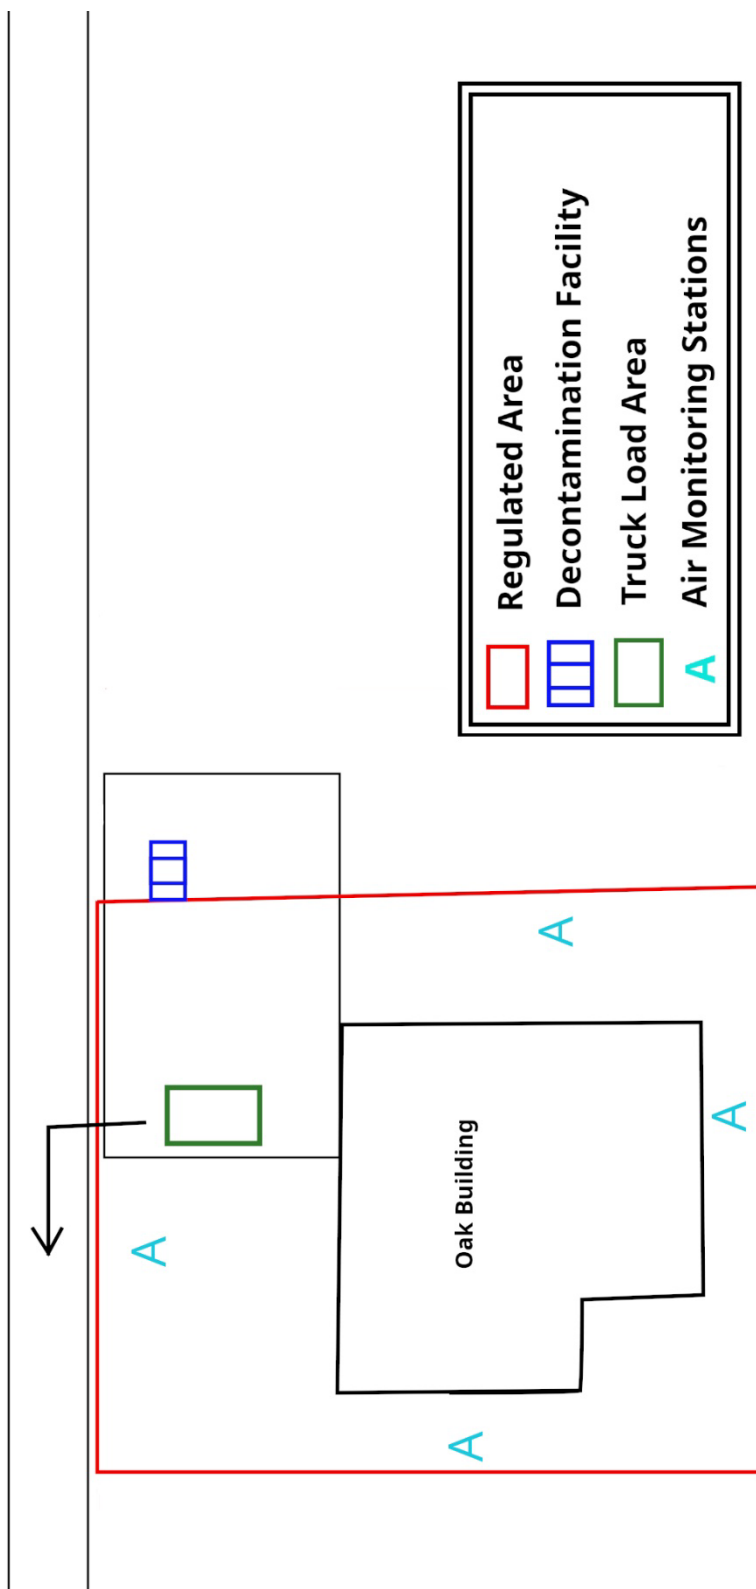 Regulated Area
Decontamination Facility
Truck Load Area
A Air Monitoring Stations
A
A
A
A
Oak Building